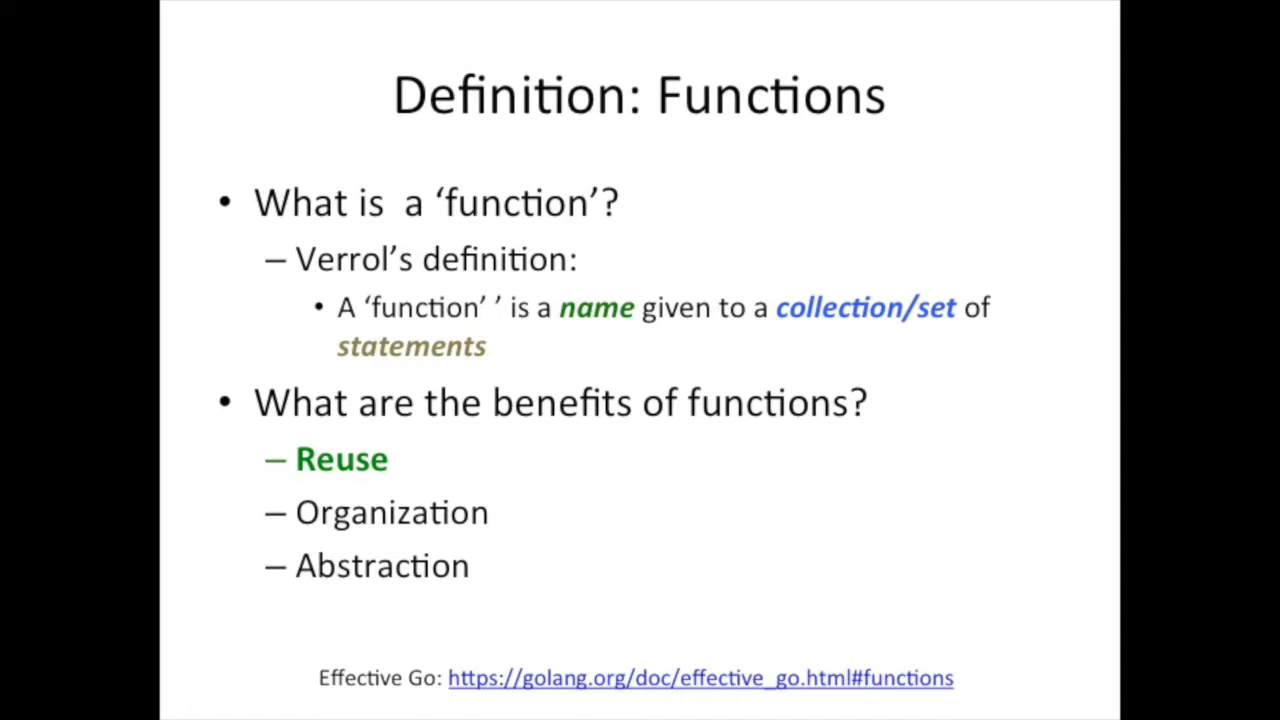 Definition: Functions
• What is  a ‘function’?
– Verrol’s definition:
• A ‘function’ ’ is a name given to a collection/set of
statements
• What are the benefits of functions?
– Reuse
– Organization
– Abstraction
Effective Go: https://golang.org/doc/effective_go.html#functions